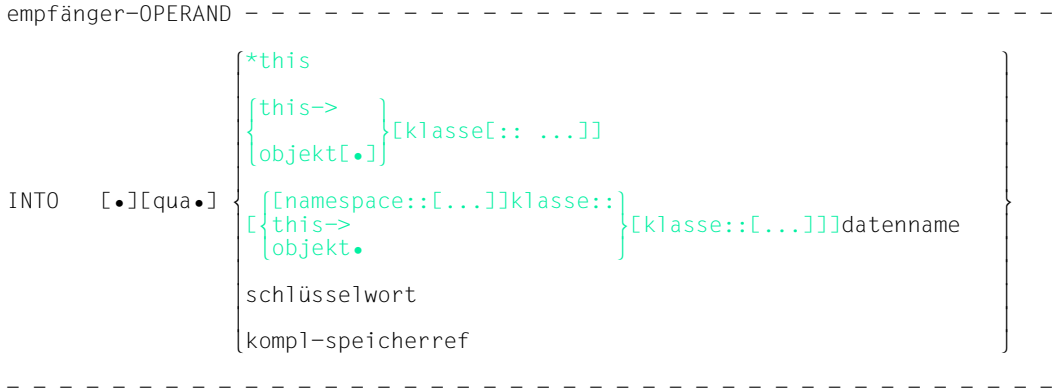 empfänger-OPERAND – – – – – – – – – – – – – – – – – – – – – – – – – – – – – – – – – – – – –
*this
this->
[klasse[:: ...]]
objekt[•]
INTO [•][qua•] [namespace::[...]]klasse::
[ this-> [klasse::[...]]]datenname
objekt•
schlüsselwort
kompl-speicherref
– – – – – – – – – – – – – – – – – – – – – – – – – – – – – – – – – – – – – – – – – – – – – – – –